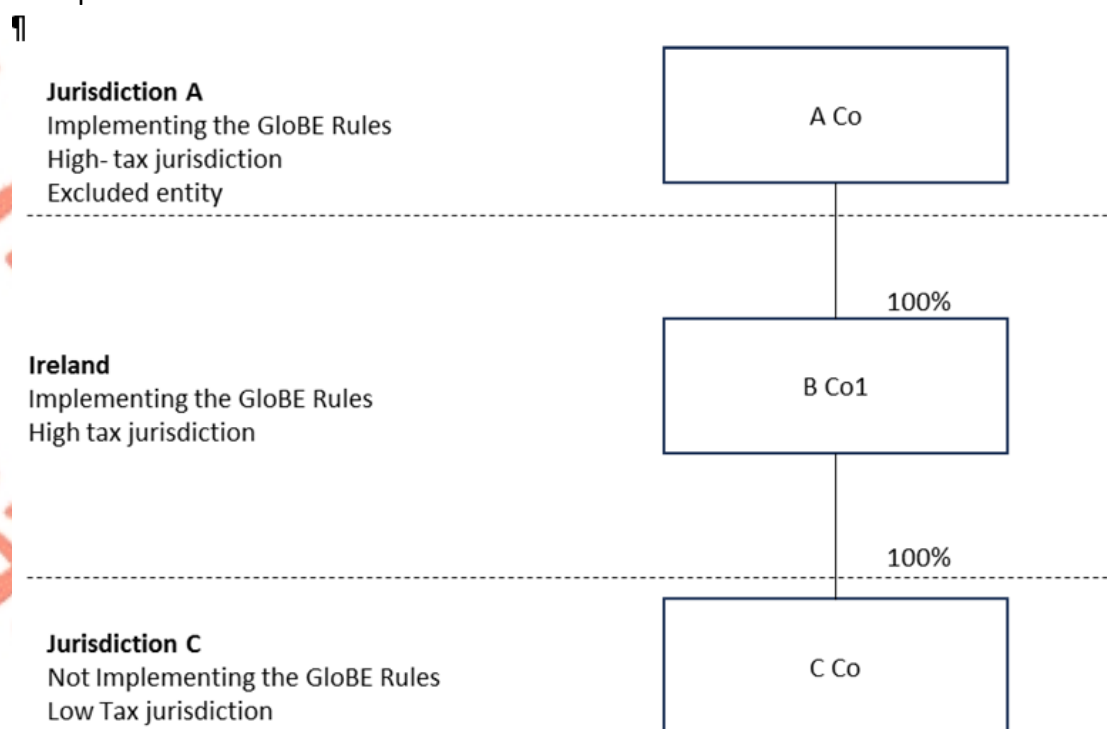 ¶
Jurisdiction A
Implementing the GloBE Rules
High- tax jurisdiction
Excluded entity
A Co
100%
Ireland
Implementing the GloBE Rules
High tax jurisdiction
B Co1
100%
Jurisdiction C
Not Implementing the GloBE Rules
Low Tax jurisdiction
C Co